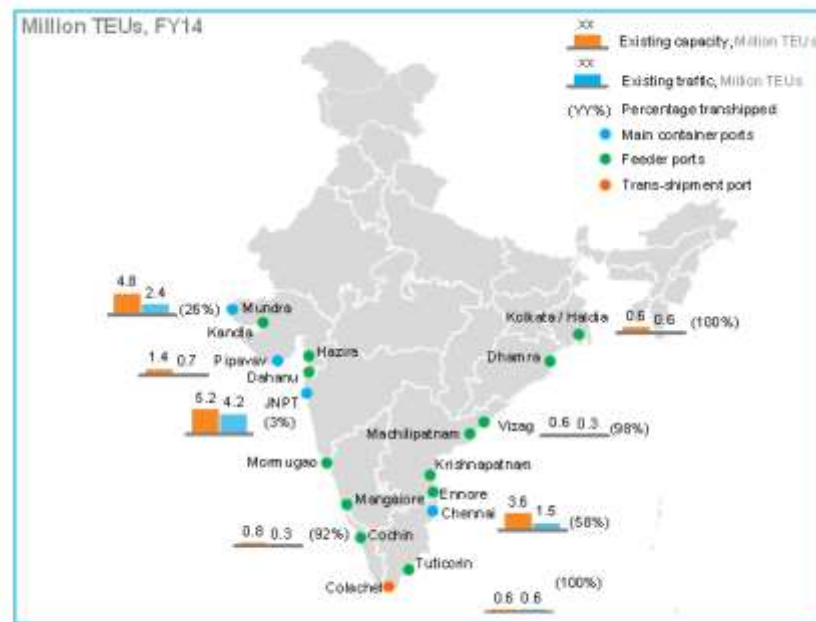 Million TEUs, FY14
XX
Existing capacity, Million TEUs
XX
Existing traffic, Million TEUs
(YY%) Percentage transhipped
Main container ports
Feeder ports
Trans-shipment port
4.8
2.4
(25%)
Mundra
Kandla
Kolkata / Haldia
0.6 0.6
(100%)
Hazira
Pipavav
1.4 0.7
Dhamra
Dahanu
5.2 4.2
JNPT
(3%)
Vizag
0.6 0.3
(98%)
Machilipatnam
Mormugao
Krishnapatnam
Mangalore
Ennore
Chennai
3.6
1.5
(58%)
0.8 0.3
(92%)
Cochin
Tuticorin
Colachel
(100%)
0.6 0.6